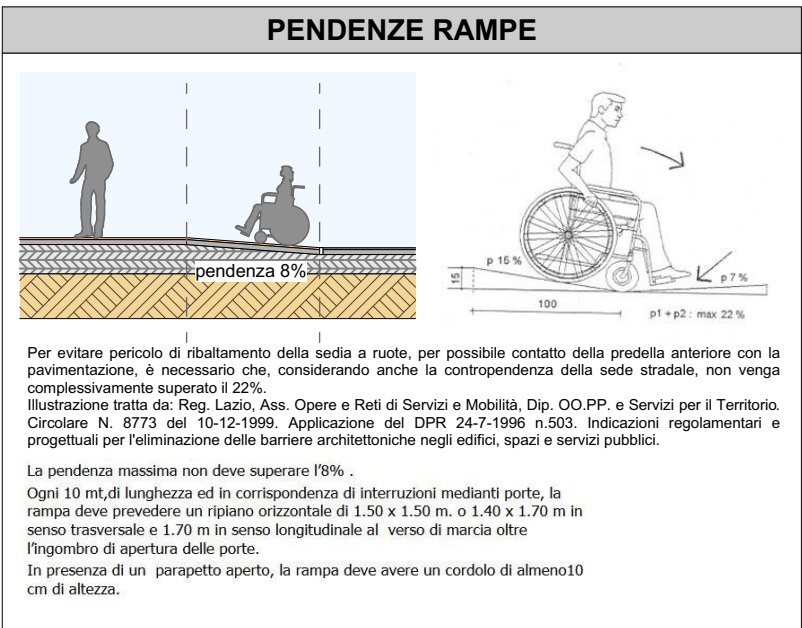 PENDENZE RAMPE
pendenza 8%
p 15 %
p 7 %
15
100
p1 + p2 : max 22 %
Per evitare pericolo di ribaltamento della sedia a ruote, per possibile contatto della predella anteriore con la
pavimentazione, è necessario che, considerando anche la contropendenza della sede stradale, non venga
complessivamente superato il 22%.
Illustrazione tratta da: Reg. Lazio, Ass. Opere e Reti di Servizi e Mobilità, Dip. OO.PP. e Servizi per il Territorio.
Circolare N. 8773 del 10-12-1999. Applicazione del DPR 24-7-1996 n.503. Indicazioni regolamentari e
progettuali per l'eliminazione delle barriere architettoniche negli edifici, spazi e servizi pubblici.
La pendenza massima non deve superare l'8% .
Ogni 10 mt,di lunghezza ed in corrispondenza di interruzioni medianti porte, la
rampa deve prevedere un ripiano orizzontale di 1.50 x 1.50 m. o 1.40 x 1.70 m in
senso trasversale e 1.70 m in senso longitudinale al verso di marcia oltre
l'ingombro di apertura delle porte.
In presenza di un parapetto aperto, la rampa deve avere un cordolo di almeno10
cm di altezza.